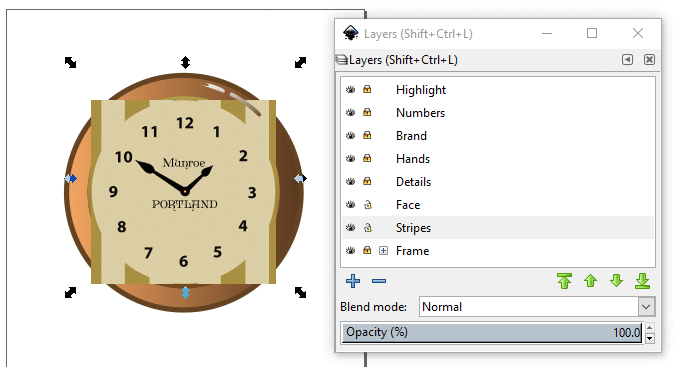 Layers (Shift+Ctrl+L)
Layers (Shift+Ctrl+L)
Highlight
Numbers
Brand
Hands
Details
Face
Stripes
Frame
Blend mode: Normal
Opacity (%) 100.0
12
11 1
10 2
Munroe
9 3
PORTLAND
8 4
7 5
6